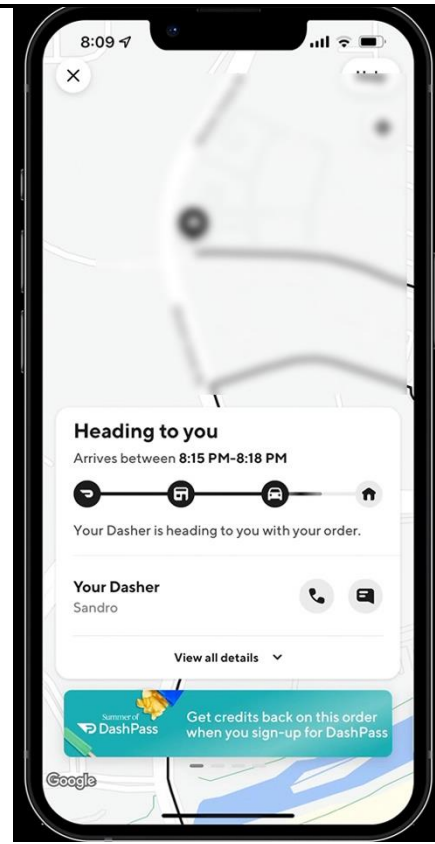 8:09
Heading to you
Arrives between 8:15 PM-8:18 PM
Your Dasher is heading to you with your order.
Your Dasher
Sandro
View all details
Summer of
DashPass
Get credits back on this order
when you sign-up for DashPass
Google